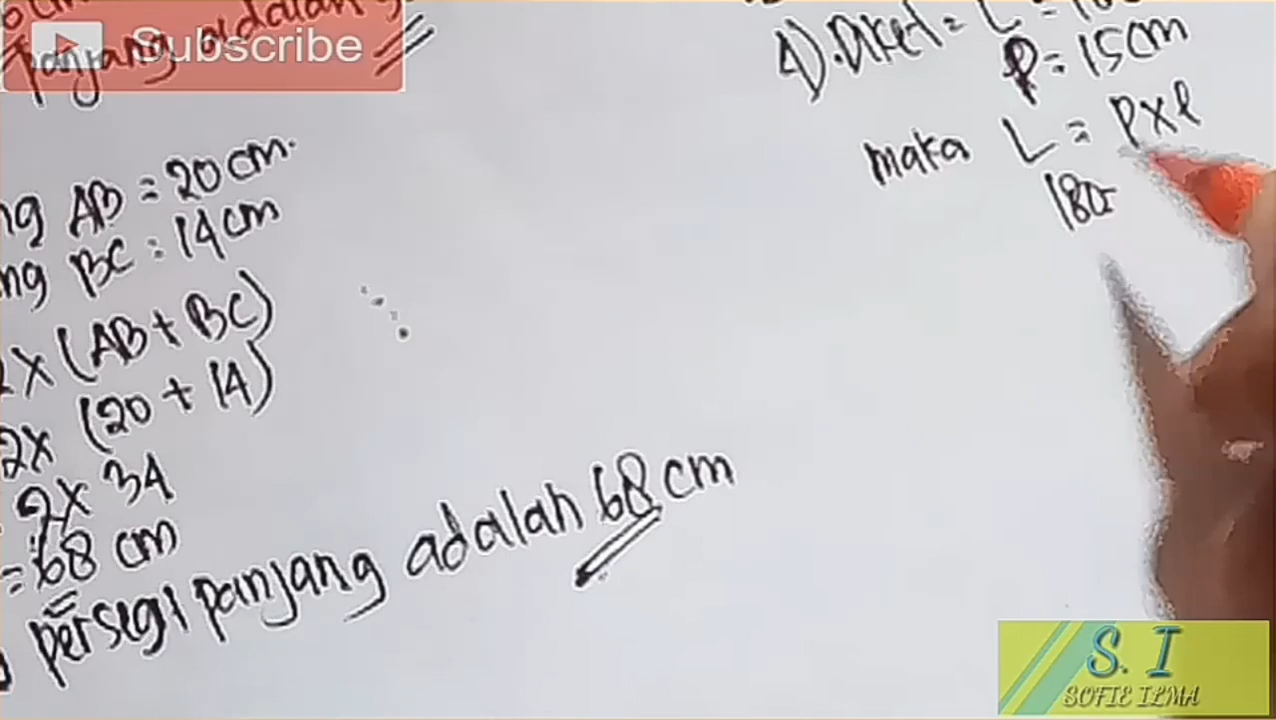 Panjang adalah
Subscribe
ng AB = 20 cm.
ng BC = 14 cm
2 x (AB + BC)
2x (20 + 14)
2x 34
= 68 cm
persegi panjang adalah 68 cm
4). Diket = L =
P = 15 cm
maka L = P x l
180
S. I
SOFIE ILMA